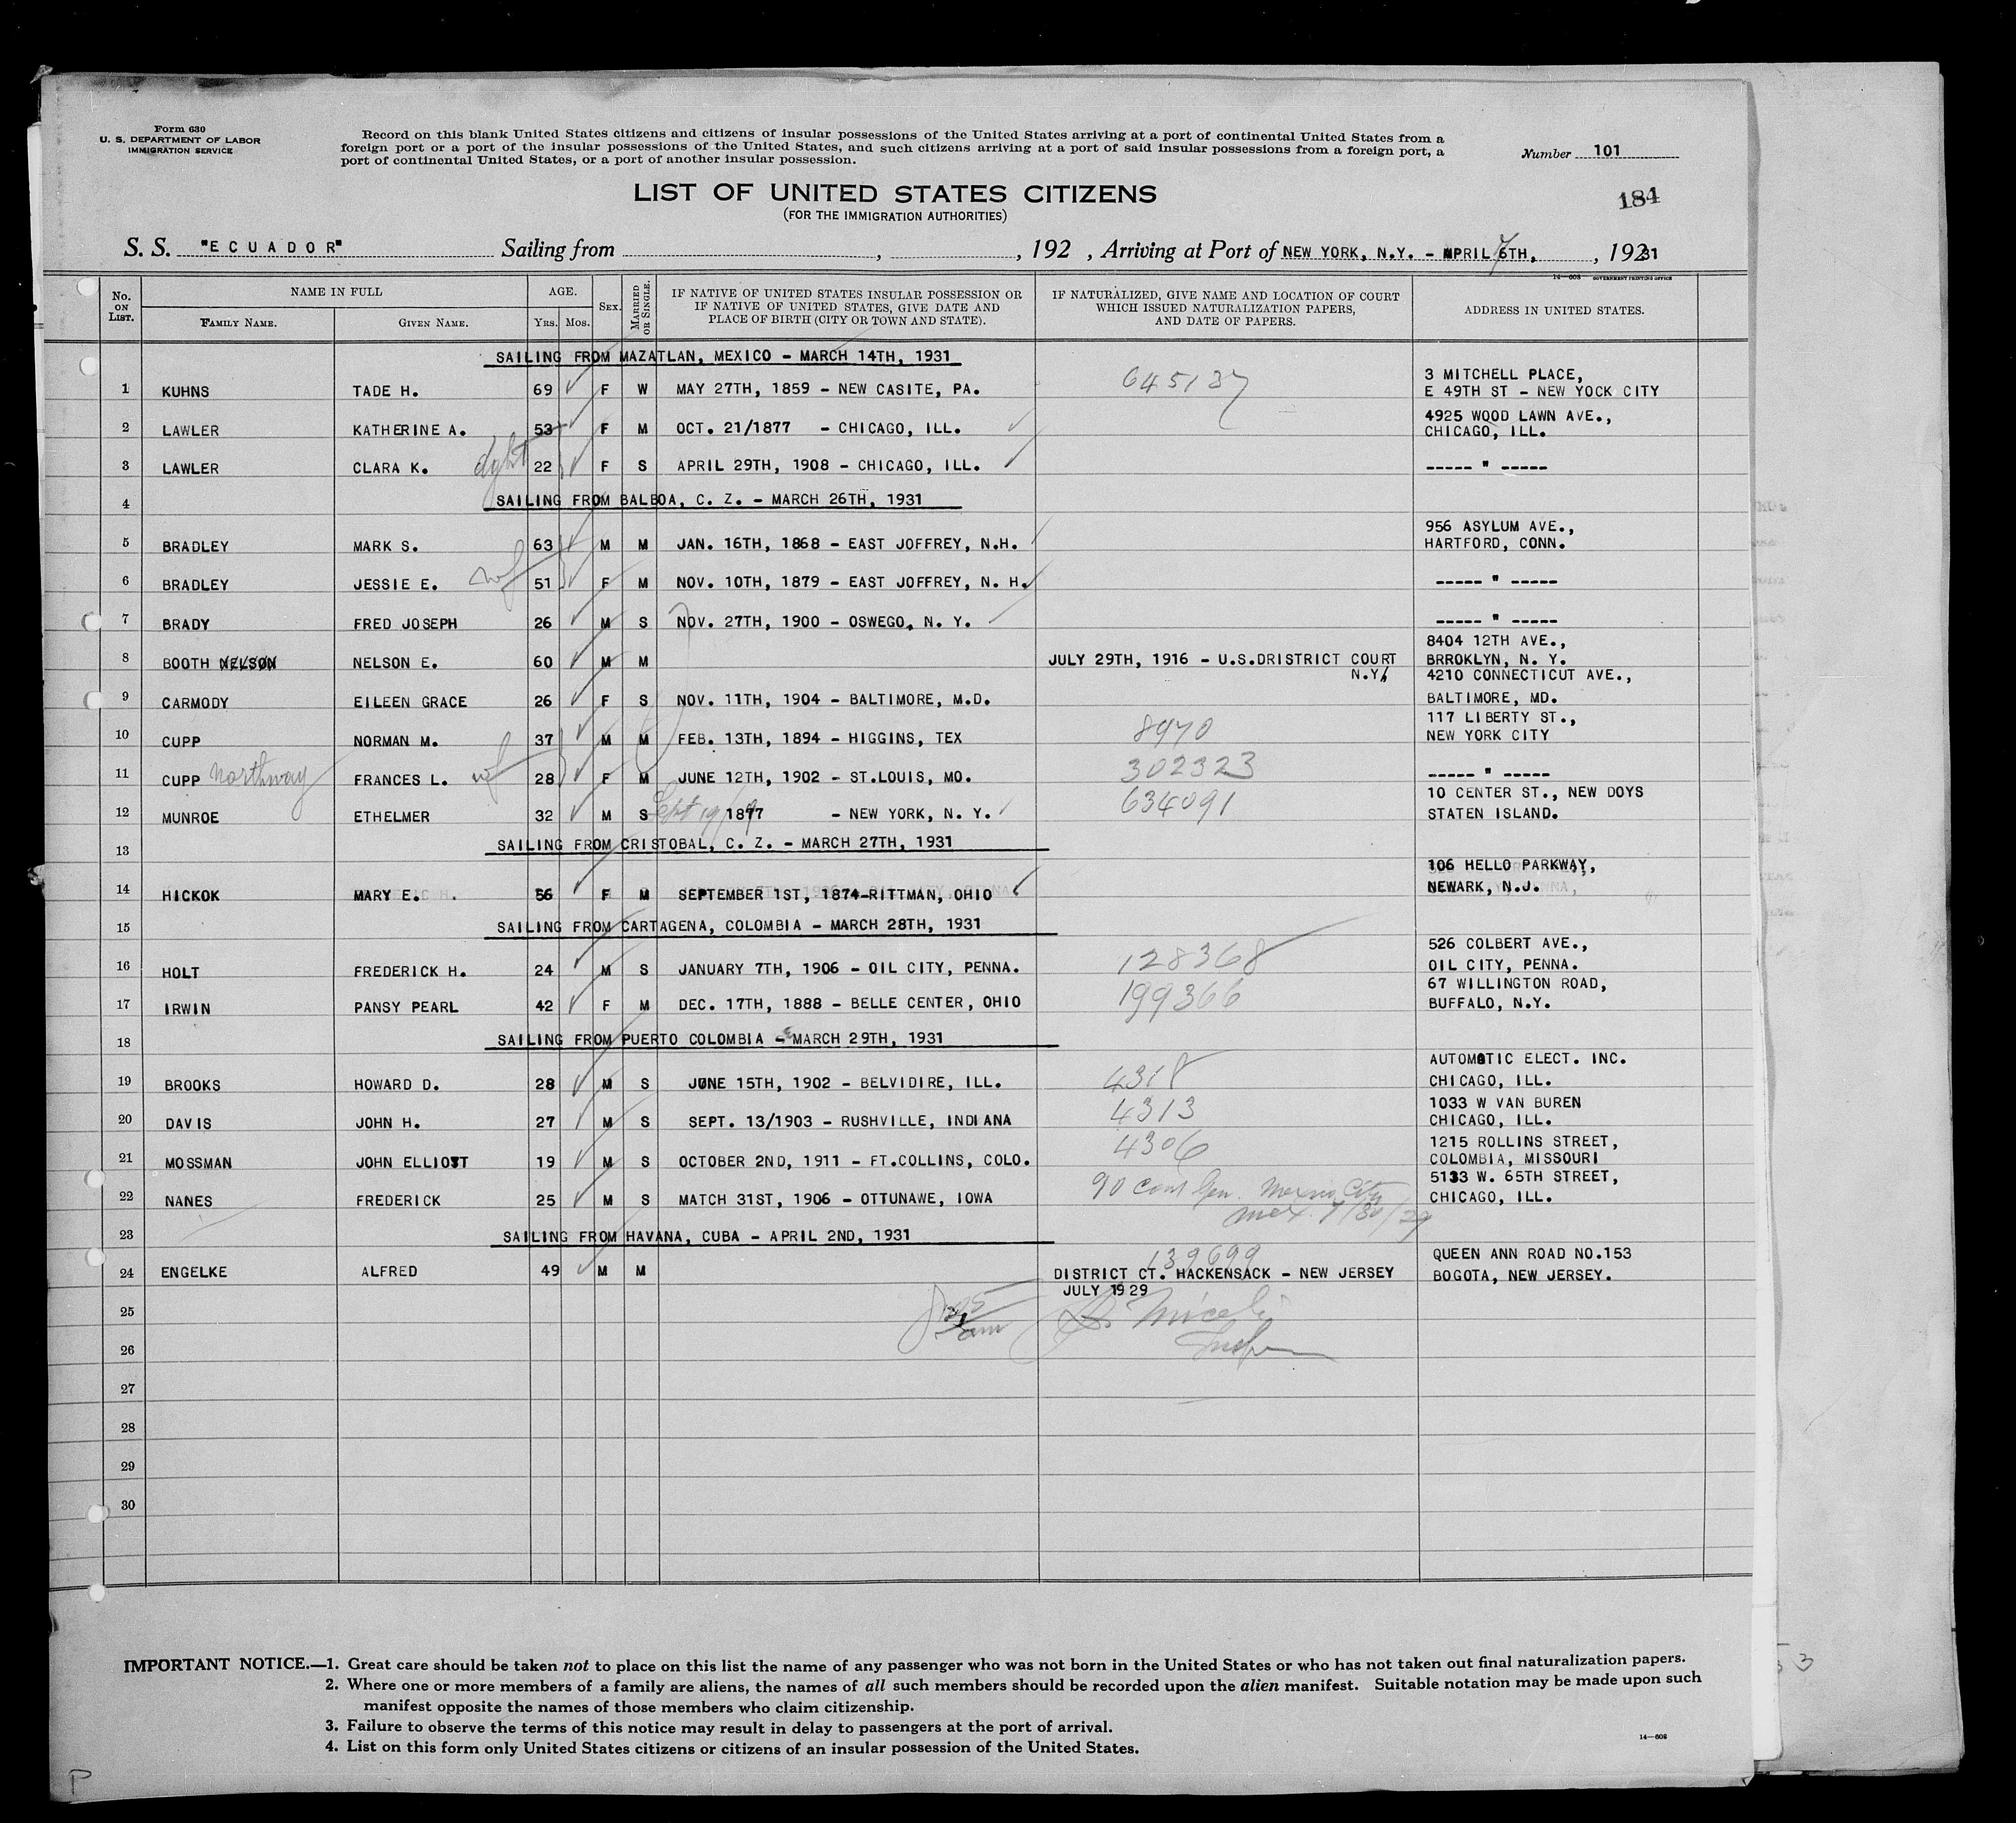 Form 630
U. S. DEPARTMENT OF LABOR
IMMIGRATION SERVICE
Record on this blank United States citizens and citizens of insular possessions of the United States arriving at a port of continental United States from a
foreign port or a port of the insular possessions of the United States, and such citizens arriving at a port of said insular possessions from a foreign port, a
port of continental United States, or a port of another insular possession.
Number 101
184
LIST OF UNITED STATES CITIZENS
(FOR THE IMMIGRATION AUTHORITIES)
S. S. "ECUADOR" Sailing from , , 192 , Arriving at Port of NEW YORK, N.Y. - APRIL 7 6TH, , 19231
14-608 GOVERNMENT PRINTING OFFICE
No. ON LIST. NAME IN FULL FAMILY NAME. GIVEN NAME. AGE. YRS. MOS. SEX. MARRIED OR SINGLE.
IF NATIVE OF UNITED STATES INSULAR POSSESSION OR
IF NATIVE OF UNITED STATES, GIVE DATE AND
PLACE OF BIRTH (CITY OR TOWN AND STATE).
IF NATURALIZED, GIVE NAME AND LOCATION OF COURT
WHICH ISSUED NATURALIZATION PAPERS,
AND DATE OF PAPERS.
ADDRESS IN UNITED STATES.
SAILING FROM MAZATLAN, MEXICO - MARCH 14TH, 1931
3 MITCHELL PLACE,
1 KUHNS TADE H. 69 F W MAY 27TH, 1859 - NEW CASITE, PA. 645137 E 49TH ST - NEW YOCK CITY
4925 WOOD LAWN AVE.,
2 LAWLER KATHERINE A. 53 F M OCT. 21/1877 - CHICAGO, ILL. CHICAGO, ILL.
3 LAWLER CLARA K. 22 F S APRIL 29TH, 1908 - CHICAGO, ILL. ----- " -----
4 SAILING FROM BALBOA, C. Z. - MARCH 26TH, 1931
956 ASYLUM AVE.,
5 BRADLEY MARK S. 63 M M JAN. 16TH, 1868 - EAST JOFFREY, N.H. HARTFORD, CONN.
6 BRADLEY JESSIE E. wf 51 F M NOV. 10TH, 1879 - EAST JOFFREY, N. H. ----- " -----
7 BRADY FRED JOSEPH 26 M S NOV. 27TH, 1900 - OSWEGO, N. Y. ----- " -----
8404 12TH AVE.,
8 BOOTH NELSON NELSON E. 60 M M JULY 29TH, 1916 - U.S.DRISTRICT COURT BRROKLYN, N. Y.
N.Y. 4210 CONNECTICUT AVE.,
9 CARMODY EILEEN GRACE 26 F S NOV. 11TH, 1904 - BALTIMORE, M.D. BALTIMORE, MD.
117 LIBERTY ST.,
10 CUPP NORMAN M. 37 M M FEB. 13TH, 1894 - HIGGINS, TEX 8970 NEW YORK CITY
11 CUPP Northway FRANCES L. wf 28 F M JUNE 12TH, 1902 - ST.LOUIS, MO. 302323 ----- " -----
10 CENTER ST., NEW DOYS
12 MUNROE ETHELMER 32 M S Sept 19/ 1897 - NEW YORK, N. Y. 634091 STATEN ISLAND.
13 SAILING FROM CRISTOBAL, C. Z. - MARCH 27TH, 1931
106 HELLO PARKWAY,
14 HICKOK MARY E. 56 F M SEPTEMBER 1ST, 1874-RITTMAN, OHIO NEWARK, N.J.
15 SAILING FROM CARTAGENA, COLOMBIA - MARCH 28TH, 1931
526 COLBERT AVE.,
16 HOLT FREDERICK H. 24 M S JANUARY 7TH, 1906 - OIL CITY, PENNA. 128368 OIL CITY, PENNA.
67 WILLINGTON ROAD,
17 IRWIN PANSY PEARL 42 F M DEC. 17TH, 1888 - BELLE CENTER, OHIO 199366 BUFFALO, N.Y.
18 SAILING FROM PUERTO COLOMBIA - MARCH 29TH, 1931
AUTOMATIC ELECT. INC.
19 BROOKS HOWARD D. 28 M S JUNE 15TH, 1902 - BELVIDIRE, ILL. 4318 CHICAGO, ILL.
1033 W VAN BUREN
20 DAVIS JOHN H. 27 M S SEPT. 13/1903 - RUSHVILLE, INDIANA 4313 CHICAGO, ILL.
1215 ROLLINS STREET,
21 MOSSMAN JOHN ELLIOTT 19 M S OCTOBER 2ND, 1911 - FT.COLLINS, COLO. 4306 COLOMBIA, MISSOURI
5133 W. 65TH STREET,
22 NANES FREDERICK 25 M S MATCH 31ST, 1906 - OTTUNAWE, IOWA 90 Con Gen. Mexico City CHICAGO, ILL.
Mex. 7/30/29
23 SAILING FROM HAVANA, CUBA - APRIL 2ND, 1931
139699 QUEEN ANN ROAD NO.153
24 ENGELKE ALFRED 49 M M DISTRICT CT. HACKENSACK - NEW JERSEY BOGOTA, NEW JERSEY.
JULY 1929
25
26
27
28
29
30
IMPORTANT NOTICE.—1. Great care should be taken not to place on this list the name of any passenger who was not born in the United States or who has not taken out final naturalization papers.
2. Where one or more members of a family are aliens, the names of all such members should be recorded upon the alien manifest. Suitable notation may be made upon such
manifest opposite the names of those members who claim citizenship.
3. Failure to observe the terms of this notice may result in delay to passengers at the port of arrival.
4. List on this form only United States citizens or citizens of an insular possession of the United States.
14-608
P